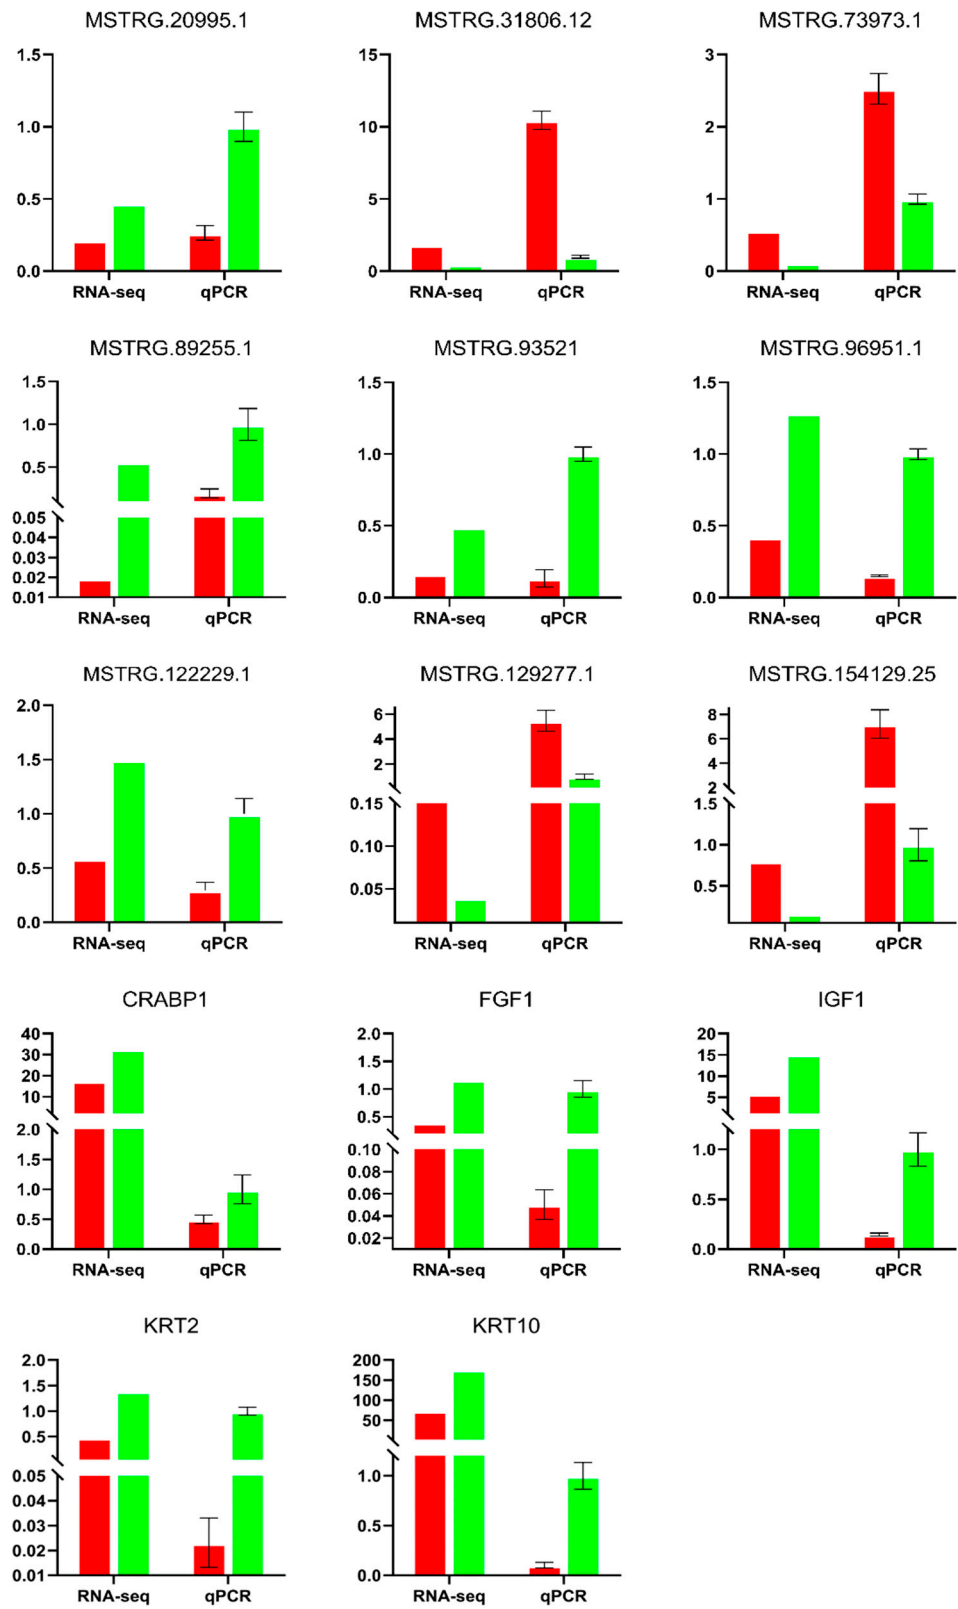 MSTRG.20995.1
MSTRG.31806.12
MSTRG.73973.1
1.5
1.0
0.5
0.0
RNA-seq
qPCR
15
10
5
0
RNA-seq
qPCR
3
2
1
0
RNA-seq
qPCR
MSTRG.89255.1
MSTRG.93521
MSTRG.96951.1
1.5
1.0
0.5
0.05
0.04
0.03
0.02
0.01
RNA-seq
qPCR
1.5
1.0
0.5
0.0
RNA-seq
qPCR
1.5
1.0
0.5
0.0
RNA-seq
qPCR
MSTRG.122229.1
MSTRG.129277.1
MSTRG.154129.25
2.0
1.5
1.0
0.5
0.0
RNA-seq
qPCR
6
4
2
0.15
0.10
0.05
RNA-seq
qPCR
8
6
4
2
1.5
1.0
0.5
RNA-seq
qPCR
CRABP1
FGF1
IGF1
40
30
20
10
2.0
1.5
1.0
0.5
0.0
RNA-seq
qPCR
2.0
1.5
1.0
0.5
0.10
0.08
0.06
0.04
0.02
RNA-seq
qPCR
20
15
10
5
1.0
0.5
0.0
RNA-seq
qPCR
KRT2
KRT10
2.0
1.5
1.0
0.5
0.05
0.04
0.03
0.02
0.01
RNA-seq
qPCR
200
150
100
50
1.0
0.5
0.0
RNA-seq
qPCR